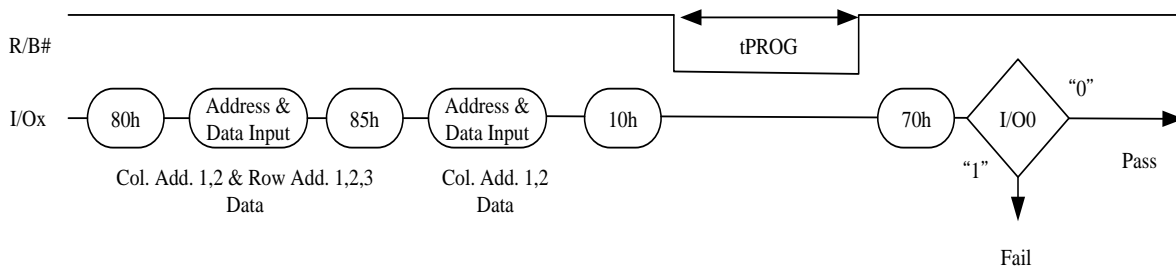 R/B#
tPROG
I/Ox
80h
Address &
Data Input
85h
Address &
Data Input
10h
70h
I/O0
“0”
“1”
Pass
Col. Add. 1,2 & Row Add. 1,2,3
Data
Col. Add. 1,2
Data
Fail